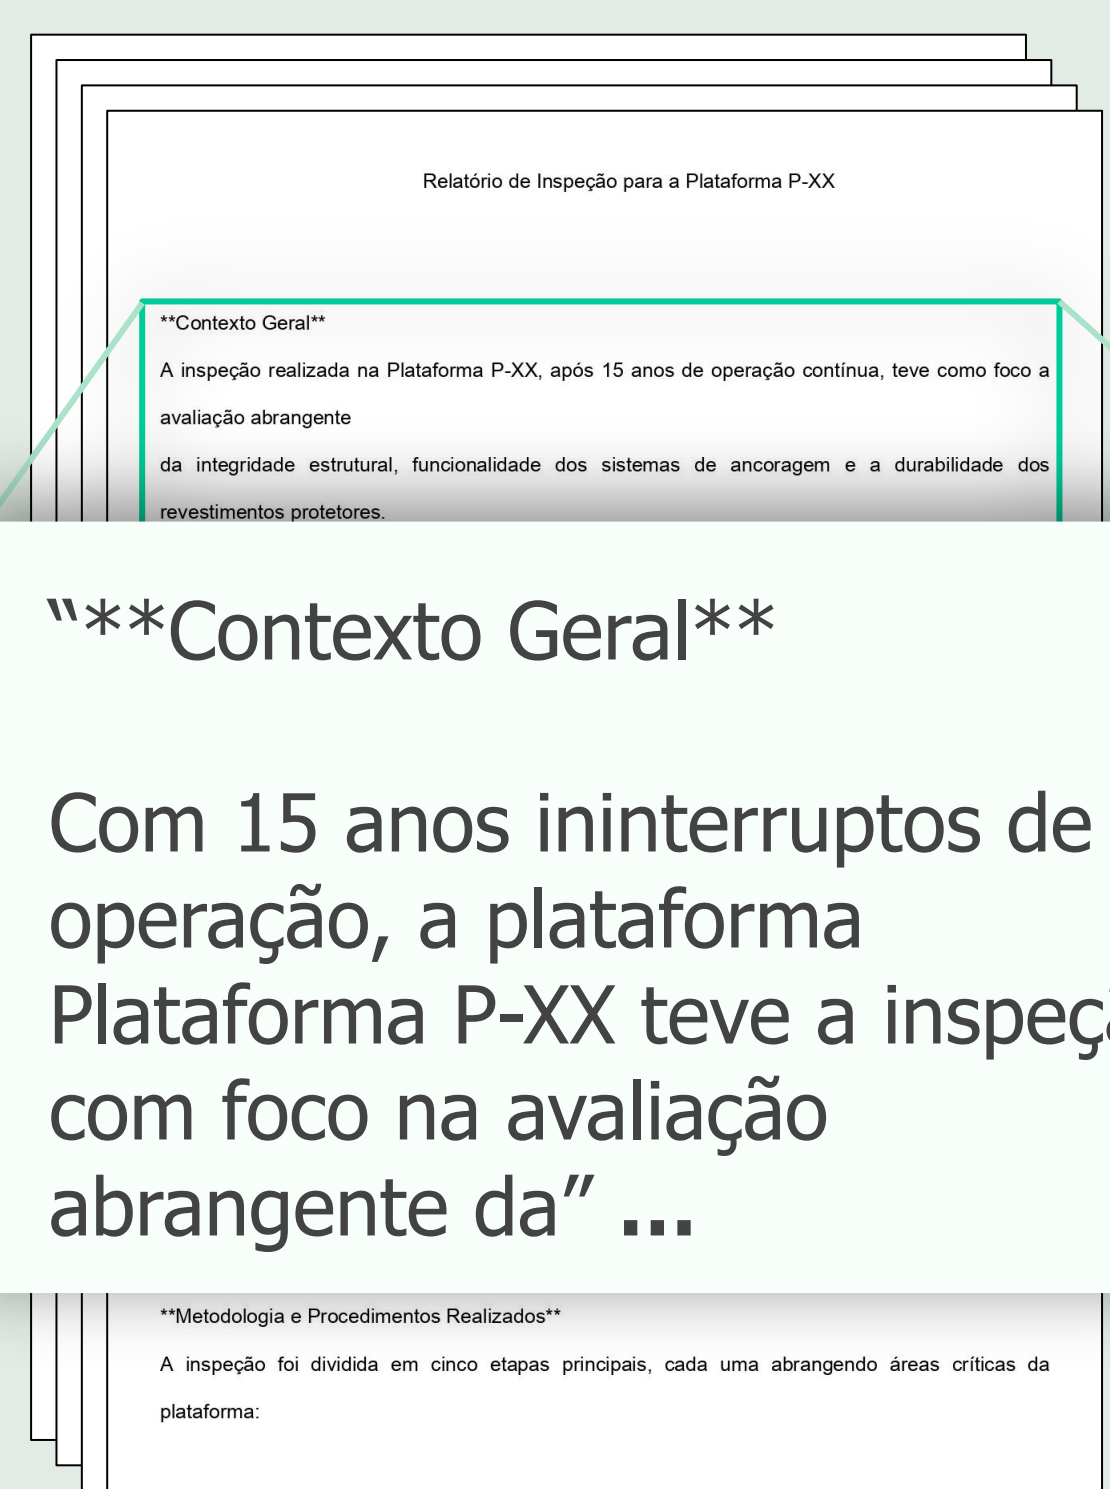 Relatório de Inspeção para a Plataforma P-XX
**Contexto Geral**
A inspeção realizada na Plataforma P-XX, após 15 anos de operação contínua, teve como foco a
avaliação abrangente
da integridade estrutural, funcionalidade dos sistemas de ancoragem e a durabilidade dos
revestimentos protetores.
“**Contexto Geral**
Com 15 anos ininterruptos de
operação, a plataforma
Plataforma P-XX teve a
com foco na avaliação
abrangente da” ...
**Metodologia e Procedimentos Realizados**
A inspeção foi dividida em cinco etapas principais, cada uma abrangendo áreas críticas da
plataforma: